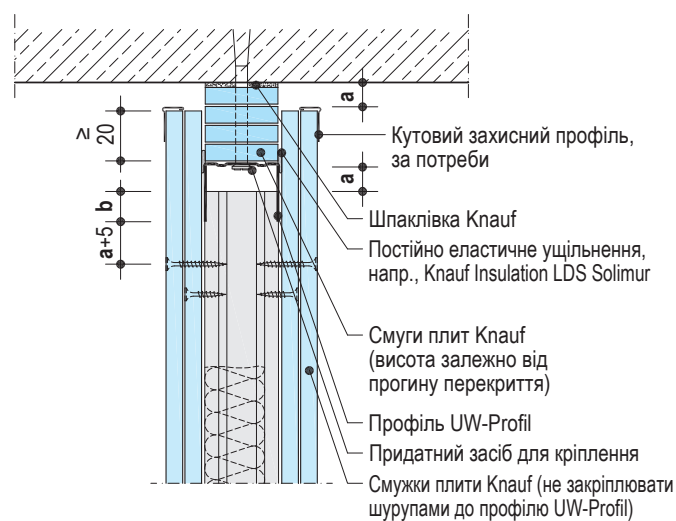 a
≥ 20
Кутовий захисний профіль,
за потреби
a
b
Шпаклівка Knauf
a+5
Постійно еластичне ущільнення,
напр., Knauf Insulation LDS Solimur
Смуги плит Knauf
(висота залежно від
прогину перекриття)
Профіль UW-Profil
Придатний засіб для кріплення
Смужки плити Knauf (не закріплювати
шурупами до профілю UW-Profil)